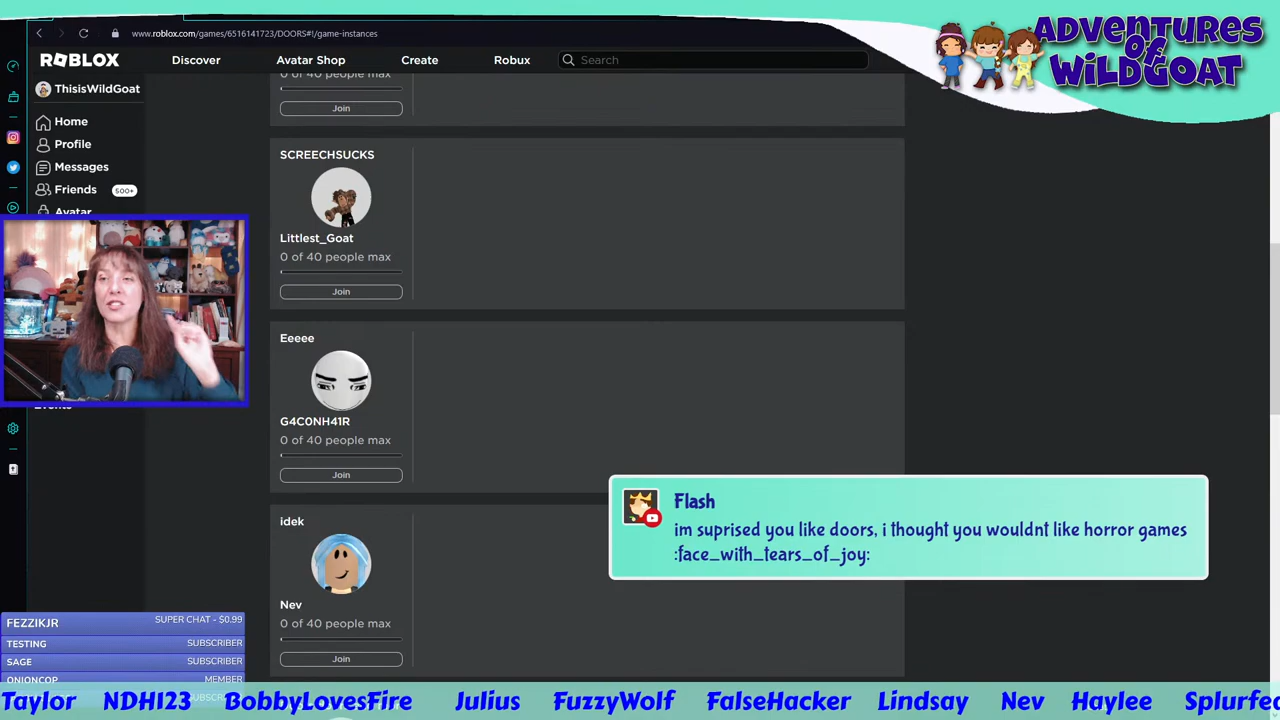 www.roblox.com/games/6516141723/DOORS#!/game-instances
ADVENTURES
OF
WILDGOAT
ROBLOX
Discover
Avatar Shop
Create
Robux
Search
ThisisWildGoat
Home
Profile
Messages
Friends
500+
Avatar
0 of 40 people max
Join
SCREECHSUCKS
Littlest_Goat
0 of 40 people max
Join
Eeeee
G4C0NH41R
0 of 40 people max
Join
idek
Nev
0 of 40 people max
Join
Events
Flash
im suprised you like doors, i thought you wouldnt like horror games
:face_with_tears_of_joy:
FEZZIKJR SUPER CHAT - $0.99
TESTING SUBSCRIBER
SAGE SUBSCRIBER
ONIONCOP MEMBER
Taylor NDH123 BobbyLovesFire Julius FuzzyWolf FalseHacker Lindsay Nev Haylee Splurfe